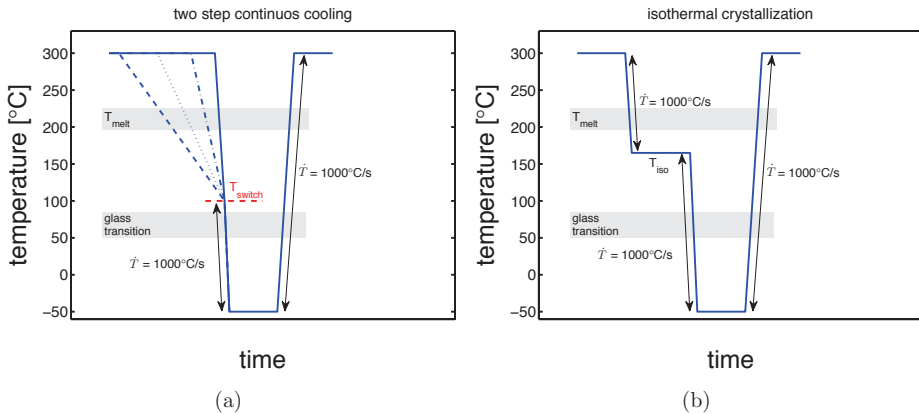 two step continuos cooling
temperature [°C]
300
250
200
150
100
50
0
−50
T_melt
T_switch
glass
transition
Ṫ = 1000°C/s
Ṫ = 1000°C/s
time
(a)
isothermal crystallization
temperature [°C]
300
250
200
150
100
50
0
−50
T_melt
Ṫ = 1000°C/s
T_iso
Ṫ = 1000°C/s
glass
transition
Ṫ = 1000°C/s
time
(b)